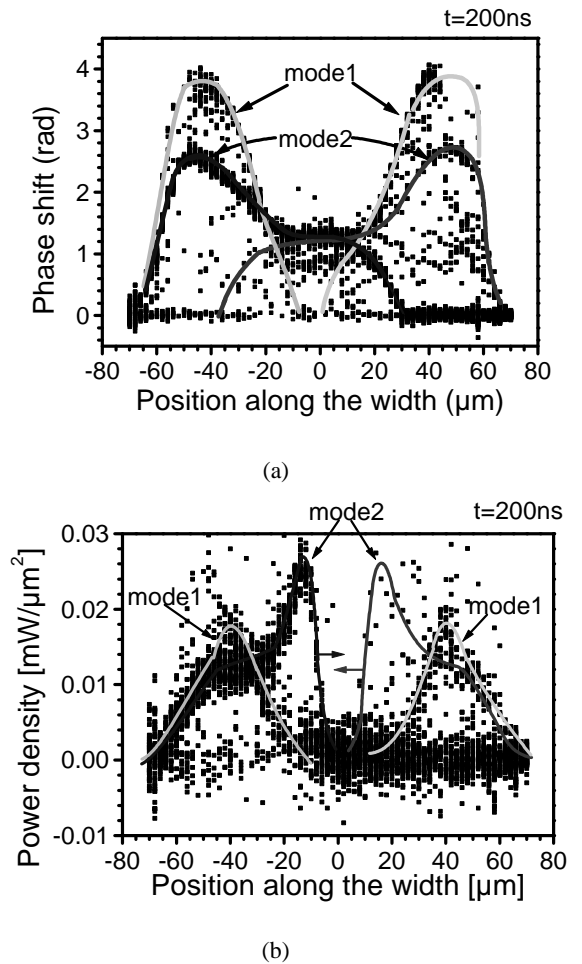 t=200ns
4
3
2
1
0
Phase shift (rad)
mode1
mode2
-80 -60 -40 -20 0 20 40 60 80
Position along the width (µm)
(a)
mode2
t=200ns
0.03
0.02
0.01
0.00
-0.01
Power density [mW/µm²]
mode1
mode1
-80 -60 -40 -20 0 20 40 60 80
Position along the width [µm]
(b)